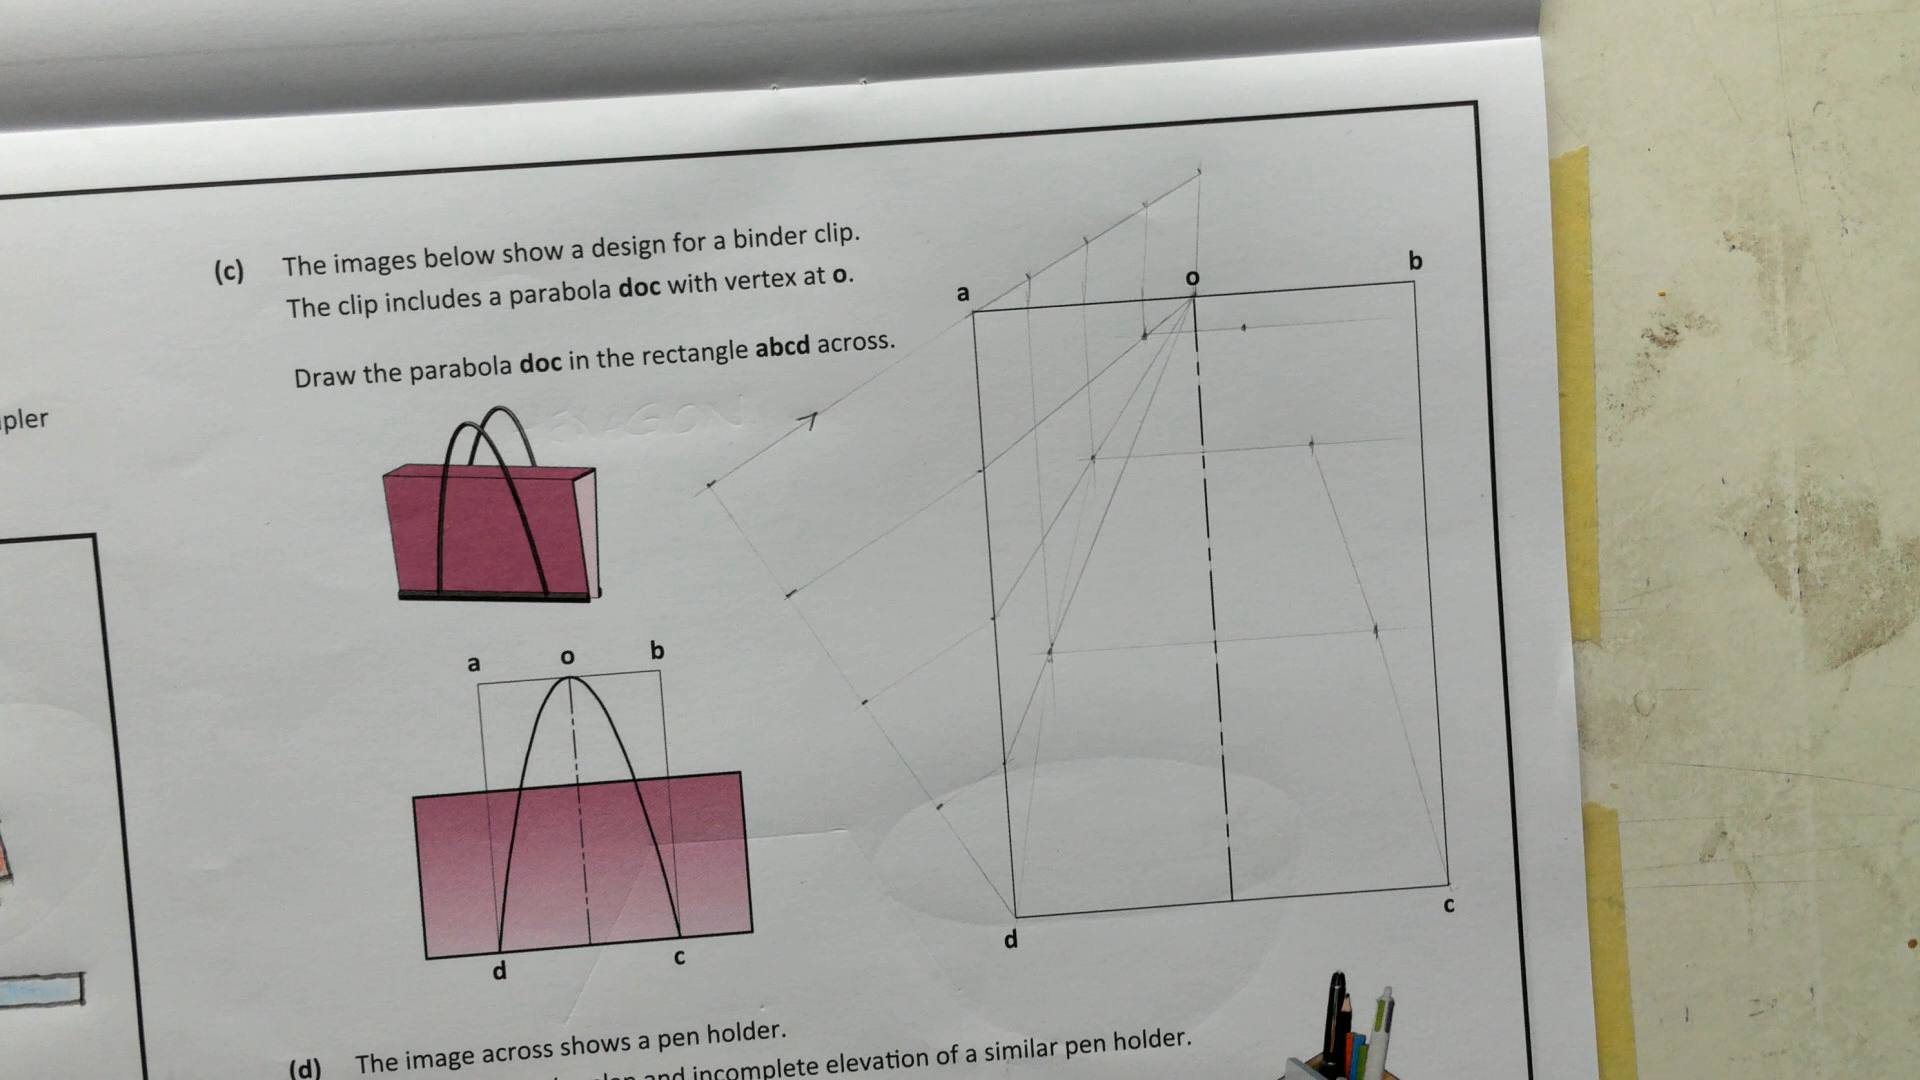 (c) The images below show a design for a binder clip.
The clip includes a parabola doc with vertex at o.
Draw the parabola doc in the rectangle abcd across.
a o b
d c
a o b
d c
(d) The image across shows a pen holder.
and incomplete elevation of a similar pen holder.